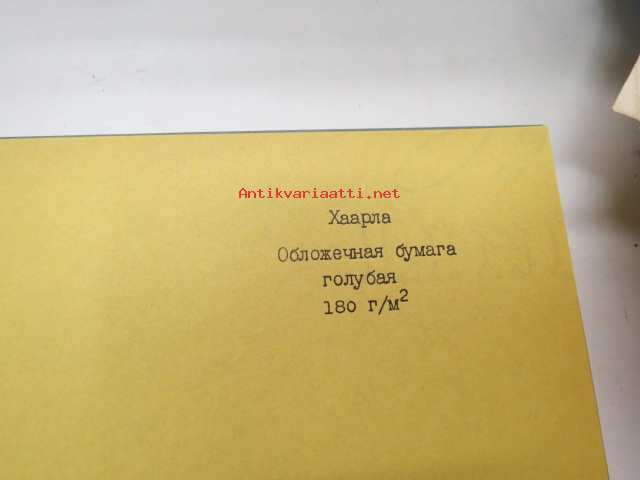 Antikvariaatti.net
Хаарла
Обложечная бумага
голубая
180 г/м²